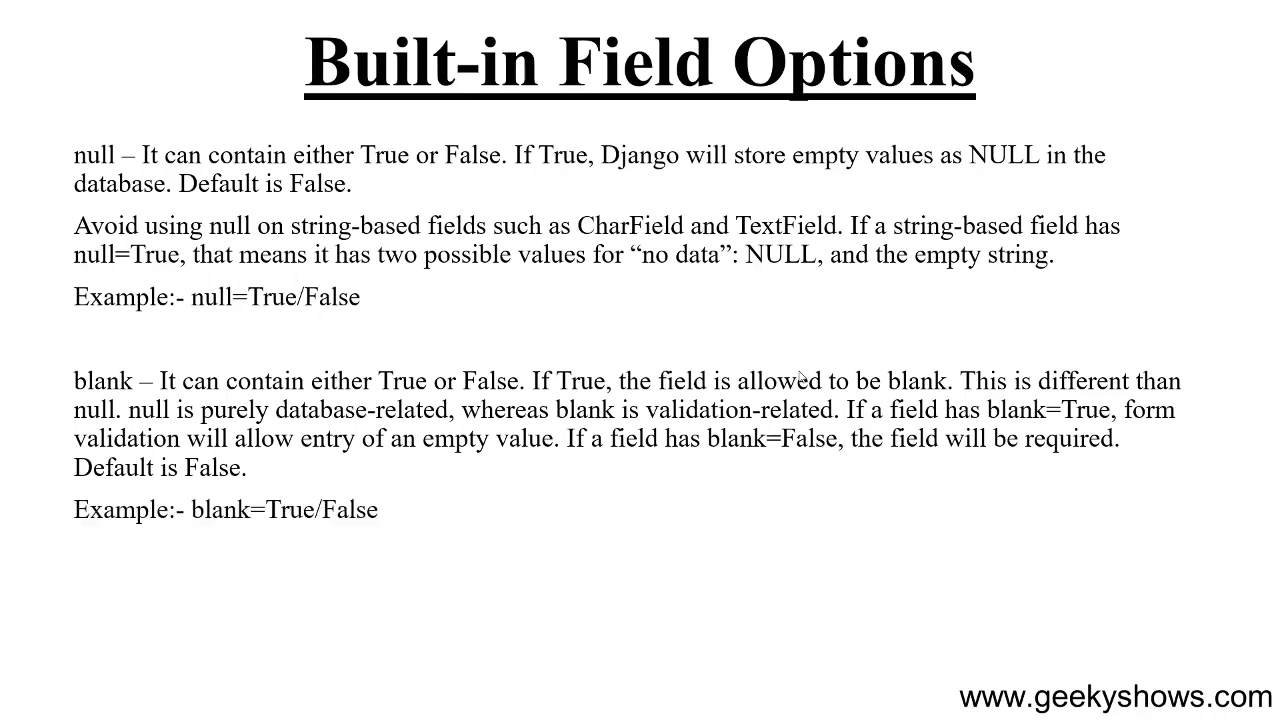 Built-in Field Options
null – It can contain either True or False. If True, Django will store empty values as NULL in the
database. Default is False.
Avoid using null on string-based fields such as CharField and TextField. If a string-based field has
null=True, that means it has two possible values for “no data”: NULL, and the empty string.
Example:- null=True/False
blank – It can contain either True or False. If True, the field is allowed to be blank. This is different than
null. null is purely database-related, whereas blank is validation-related. If a field has blank=True, form
validation will allow entry of an empty value. If a field has blank=False, the field will be required.
Default is False.
Example:- blank=True/False
www.geekyshows.com